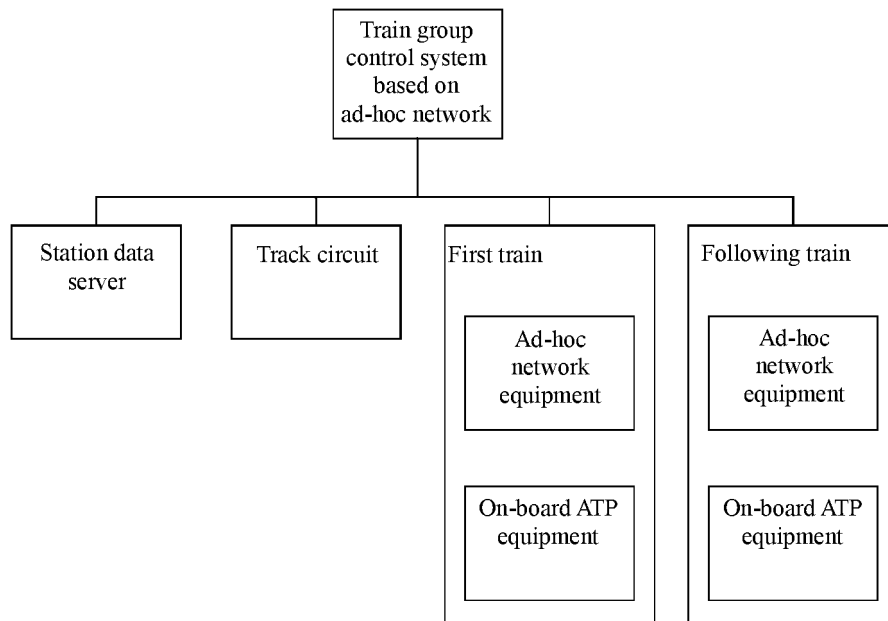 Train group
control system
based on
ad-hoc network
Station data
server
Track circuit
First train
Ad-hoc
network
equipment
On-board ATP
equipment
Following train
Ad-hoc
network
equipment
On-board ATP
equipment